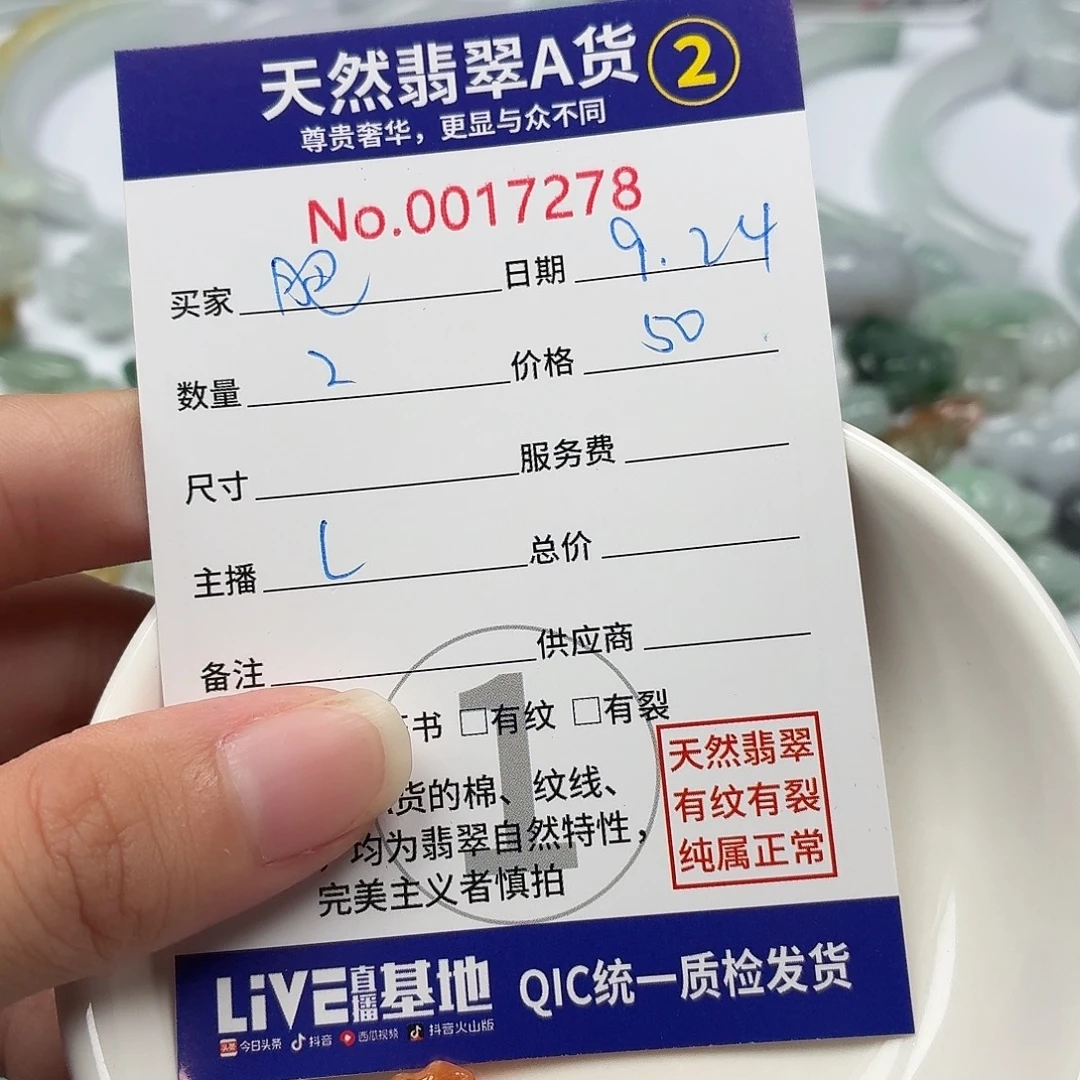 天然翡翠A货 2
尊贵奢华，更显与众不同
No.0017278
买家 肥 日期 9.24
数量 2 价格 50
尺寸 服务费
主播 L 总价
备注 供应商
书 □有纹 □有裂
1
货的棉、纹线、
均为翡翠自然特性，
完美主义者慎拍
天然翡翠
有纹有裂
纯属正常
LiVE直播基地 QIC统一质检发货
头条 今日头条 抖音 西瓜视频 抖音火山版